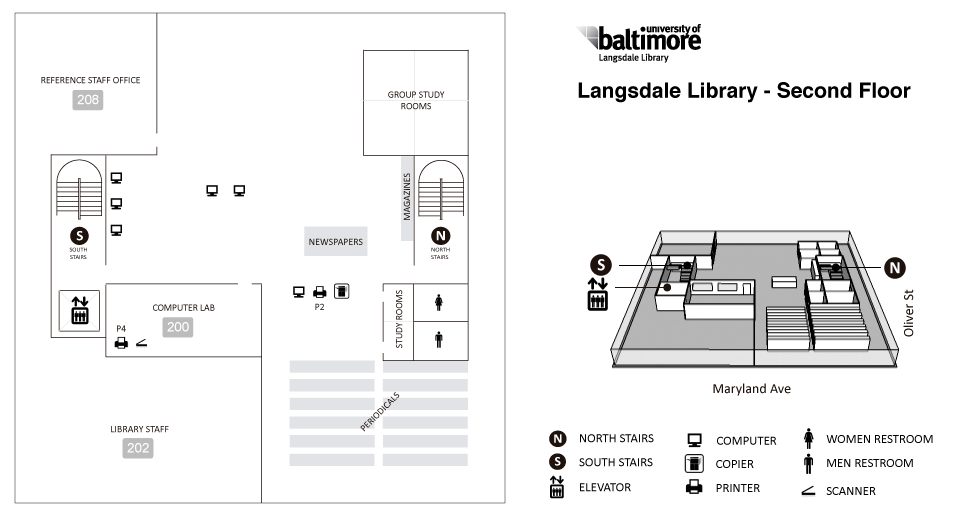 REFERENCE STAFF OFFICE
208
GROUP STUDY
ROOMS
MAGAZINES
S
SOUTH
STAIRS
N
NORTH
STAIRS
NEWSPAPERS
COMPUTER LAB
200
P4
P2
STUDY ROOMS
PERIODICALS
LIBRARY STAFF
202
university of
baltimore
Langsdale Library
Langsdale Library - Second Floor
S
N
Oliver St
Maryland Ave
N NORTH STAIRS
S SOUTH STAIRS
ELEVATOR
COMPUTER
COPIER
PRINTER
WOMEN RESTROOM
MEN RESTROOM
SCANNER